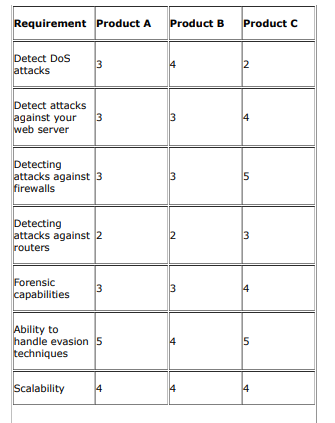 Requirement Product A Product B Product C
Detect DoS
attacks 3 4 2
Detect attacks
against your 3 3 4
web server
Detecting
attacks against 3 3 5
firewalls
Detecting
attacks against 2 2 3
routers
Forensic
capabilities 3 3 4
Ability to
handle evasion 5 4 5
techniques
Scalability 4 4 4